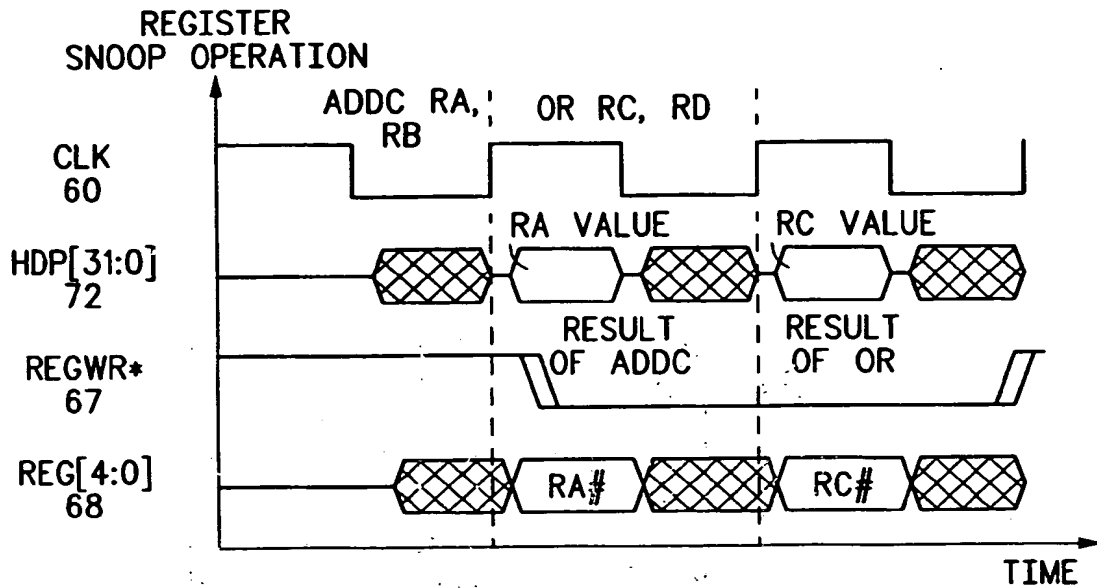 REGISTER
SNOOP OPERATION
ADDC RA,
RB
OR RC, RD
CLK
60
RA VALUE
RC VALUE
HDP[31:0]
72
RESULT
OF ADDC
RESULT
OF OR
REGWR*
67
REG[4:0]
68
RA#
RC#
TIME